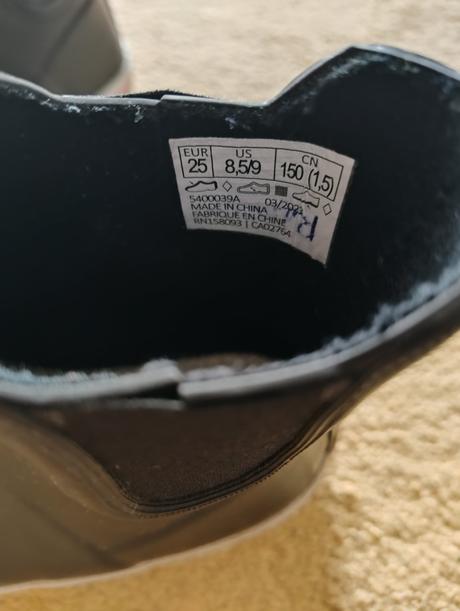 EUR US CN
25 8,5/9 150 (1,5)
5400039A 03/202
MADE IN CHINA
FABRIQUE EN CHINE
RN158093 | CA02764